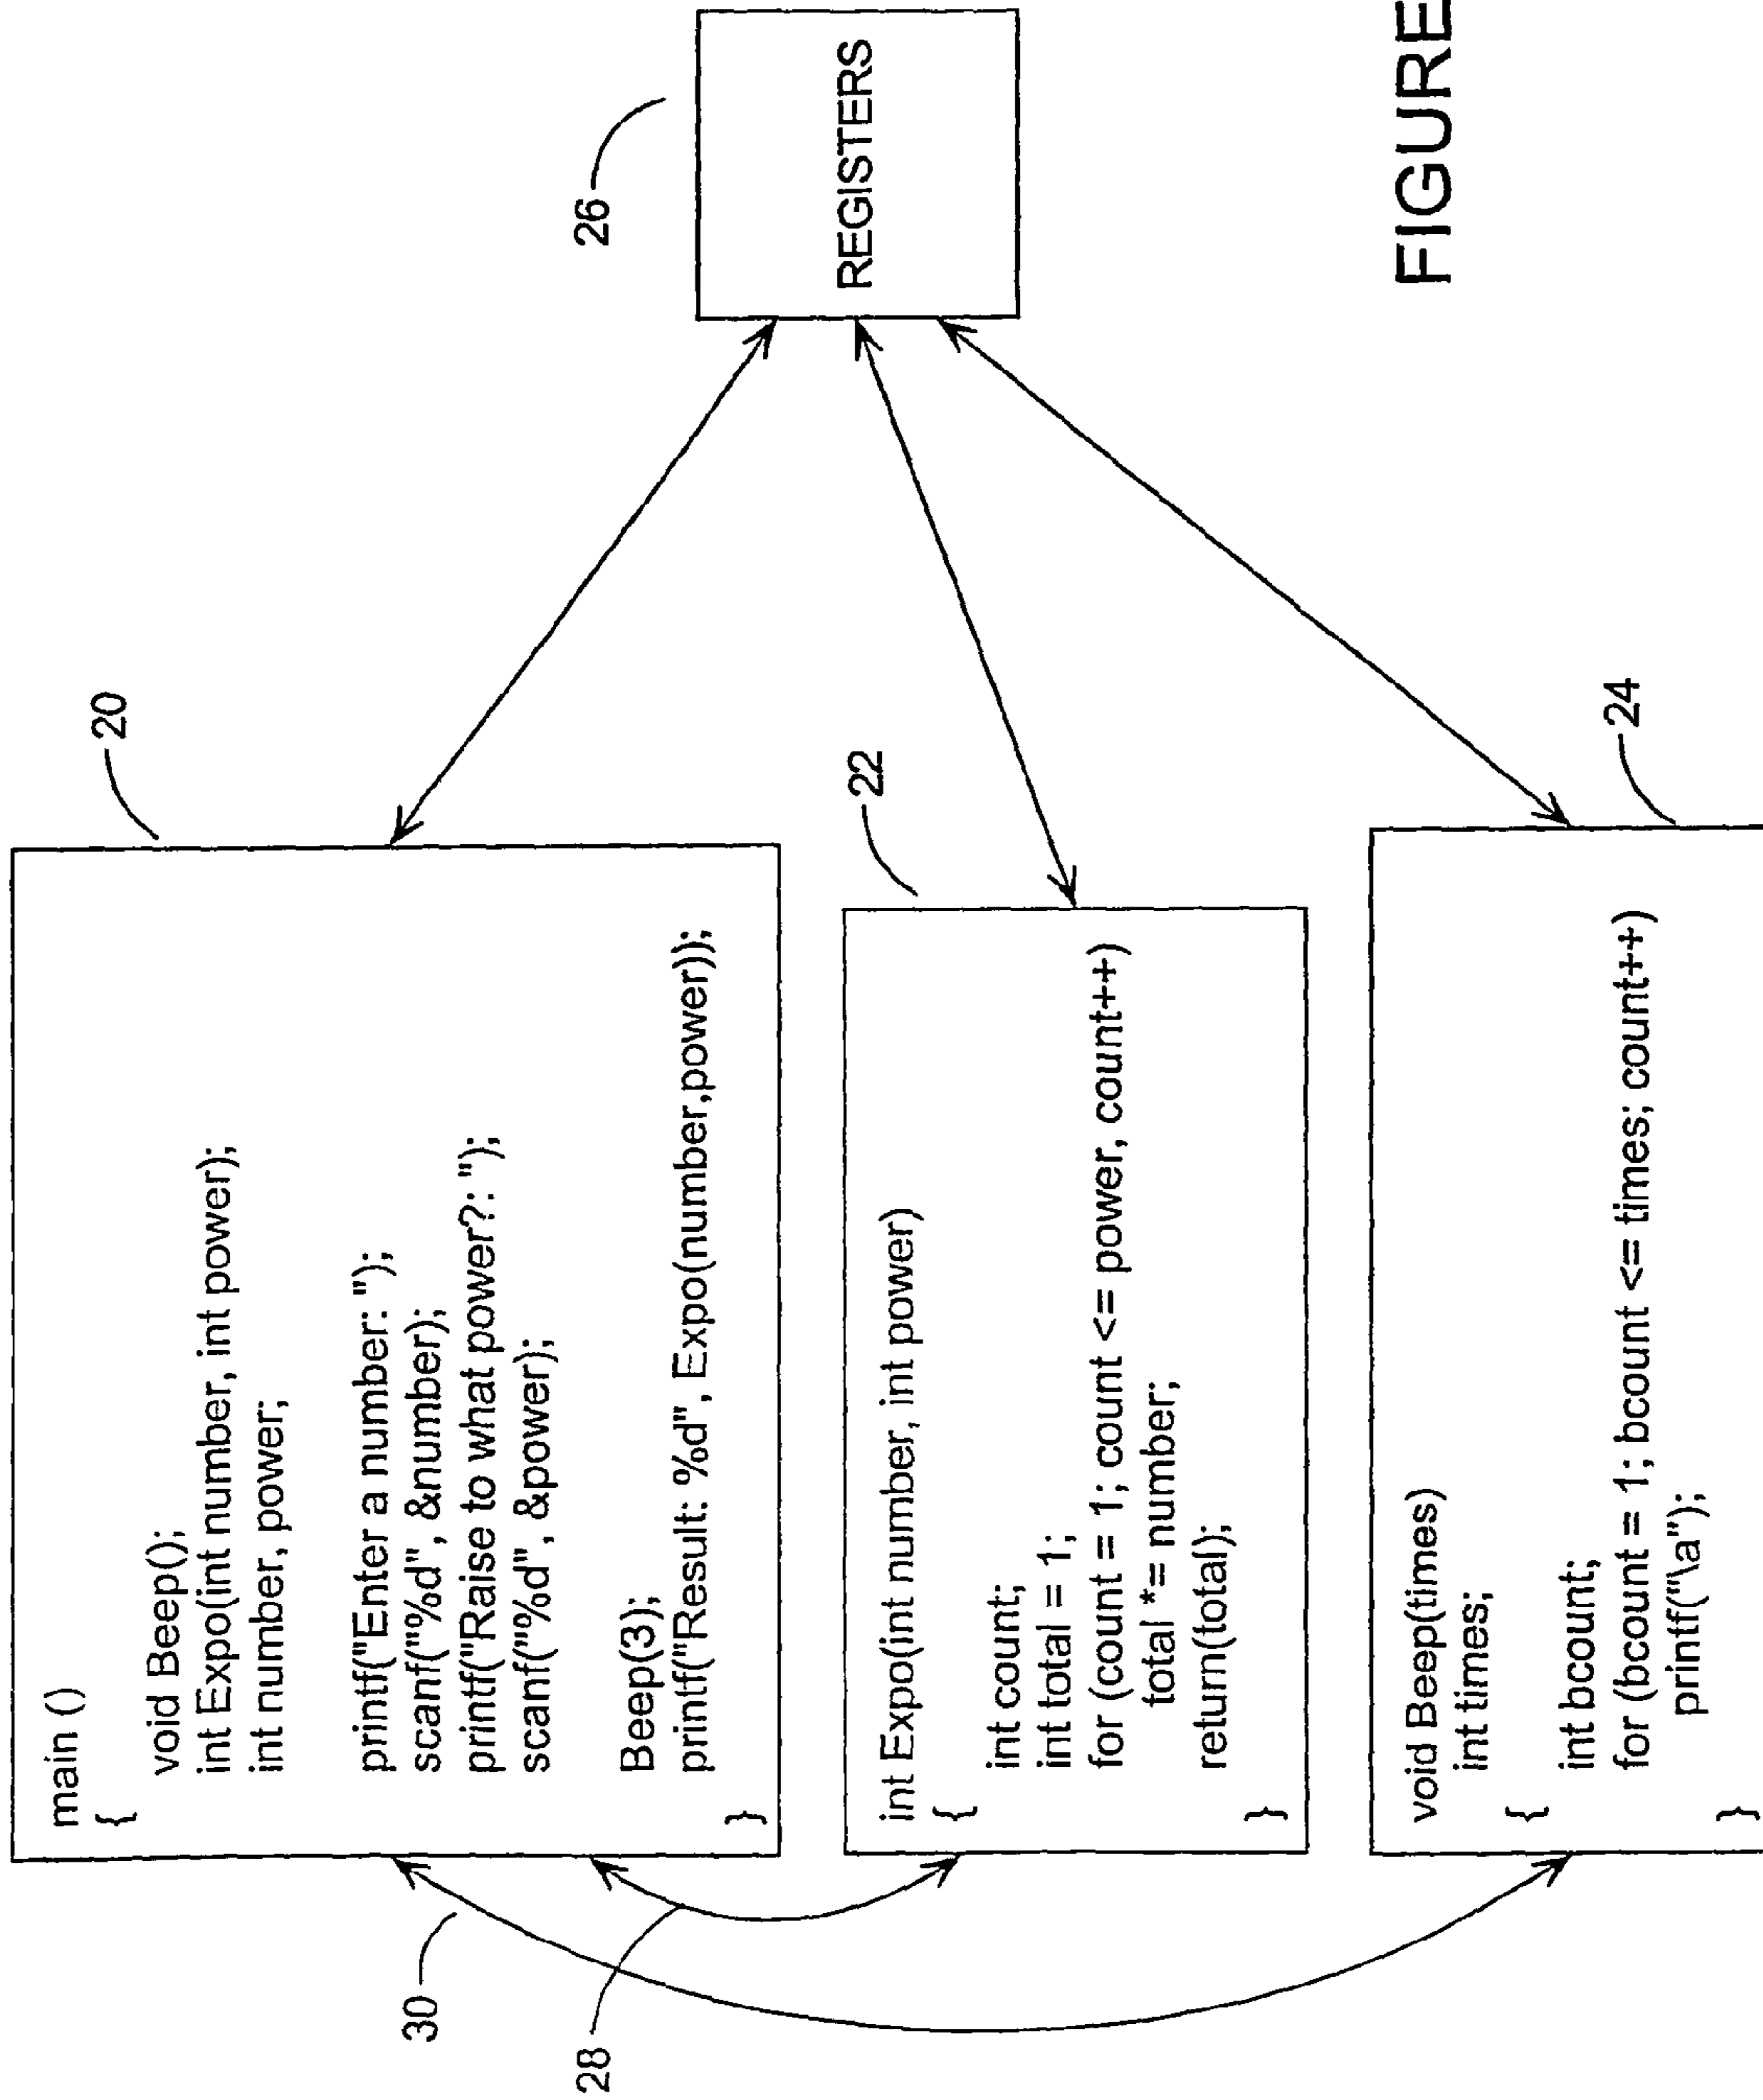 20
main ()
{
void Beep();
int Expo(int number, int power);
int number, power;
printf("Enter a number: ");
scanf("%d", &number);
printf("Raise to what power?: ");
scanf("%d", &power);
Beep(3);
printf("Result: %d", Expo(number,power));
}
30
28
22
int Expo(int number, int power)
{
int count;
int total = 1;
for (count = 1; count <= power, count++)
total *= number;
return(total);
}
26
REGISTERS
24
void Beep(times)
int times;
{
int bcount;
for (bcount = 1; bcount <= times; count++)
printf("\a");
}
FIGURE